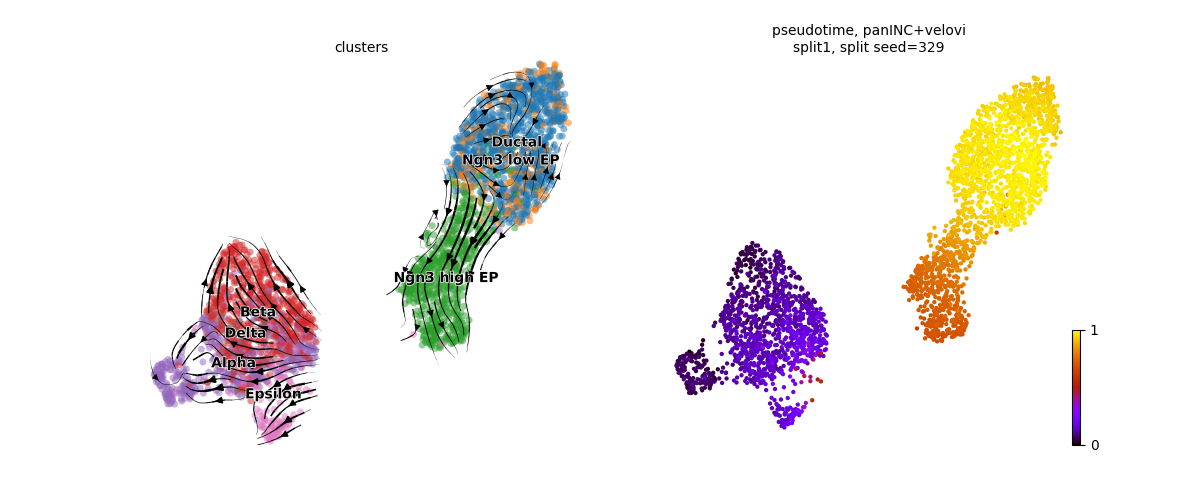 clusters
Ductal
Ngn3 low EP
Ngn3 high EP
Beta
Delta
Alpha
Epsilon
pseudotime, panINC+velovi
split1, split seed=329
1
0